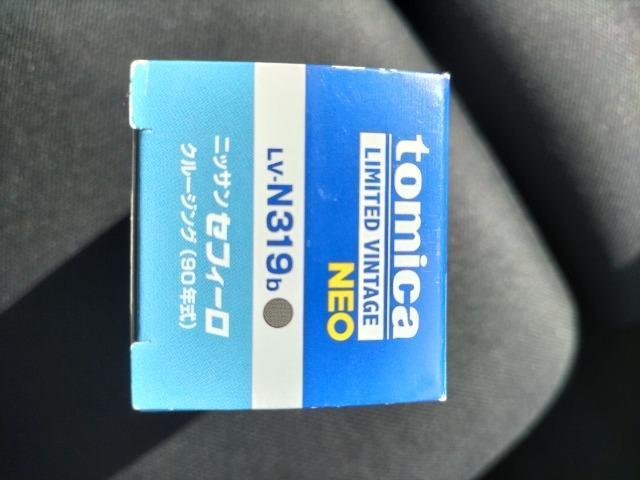 tomica
LIMITED VINTAGE
NEO
LV-N319b
ニッサン セフィーロ
クルージング (90年式)